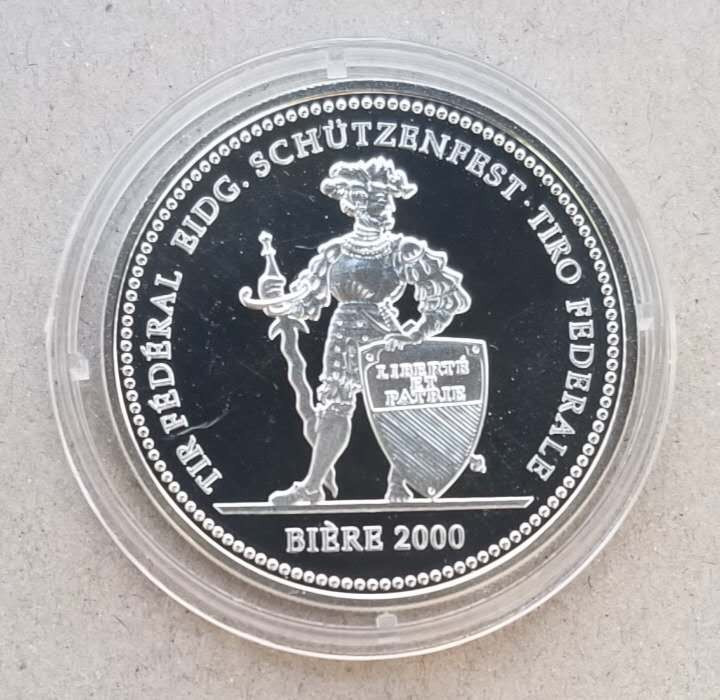 TIR FÉDÉRAL EIDG. SCHÜTZENFEST · TIRO FEDERALE
LIBERTÉ
ET
PATRIE
BIÈRE 2000